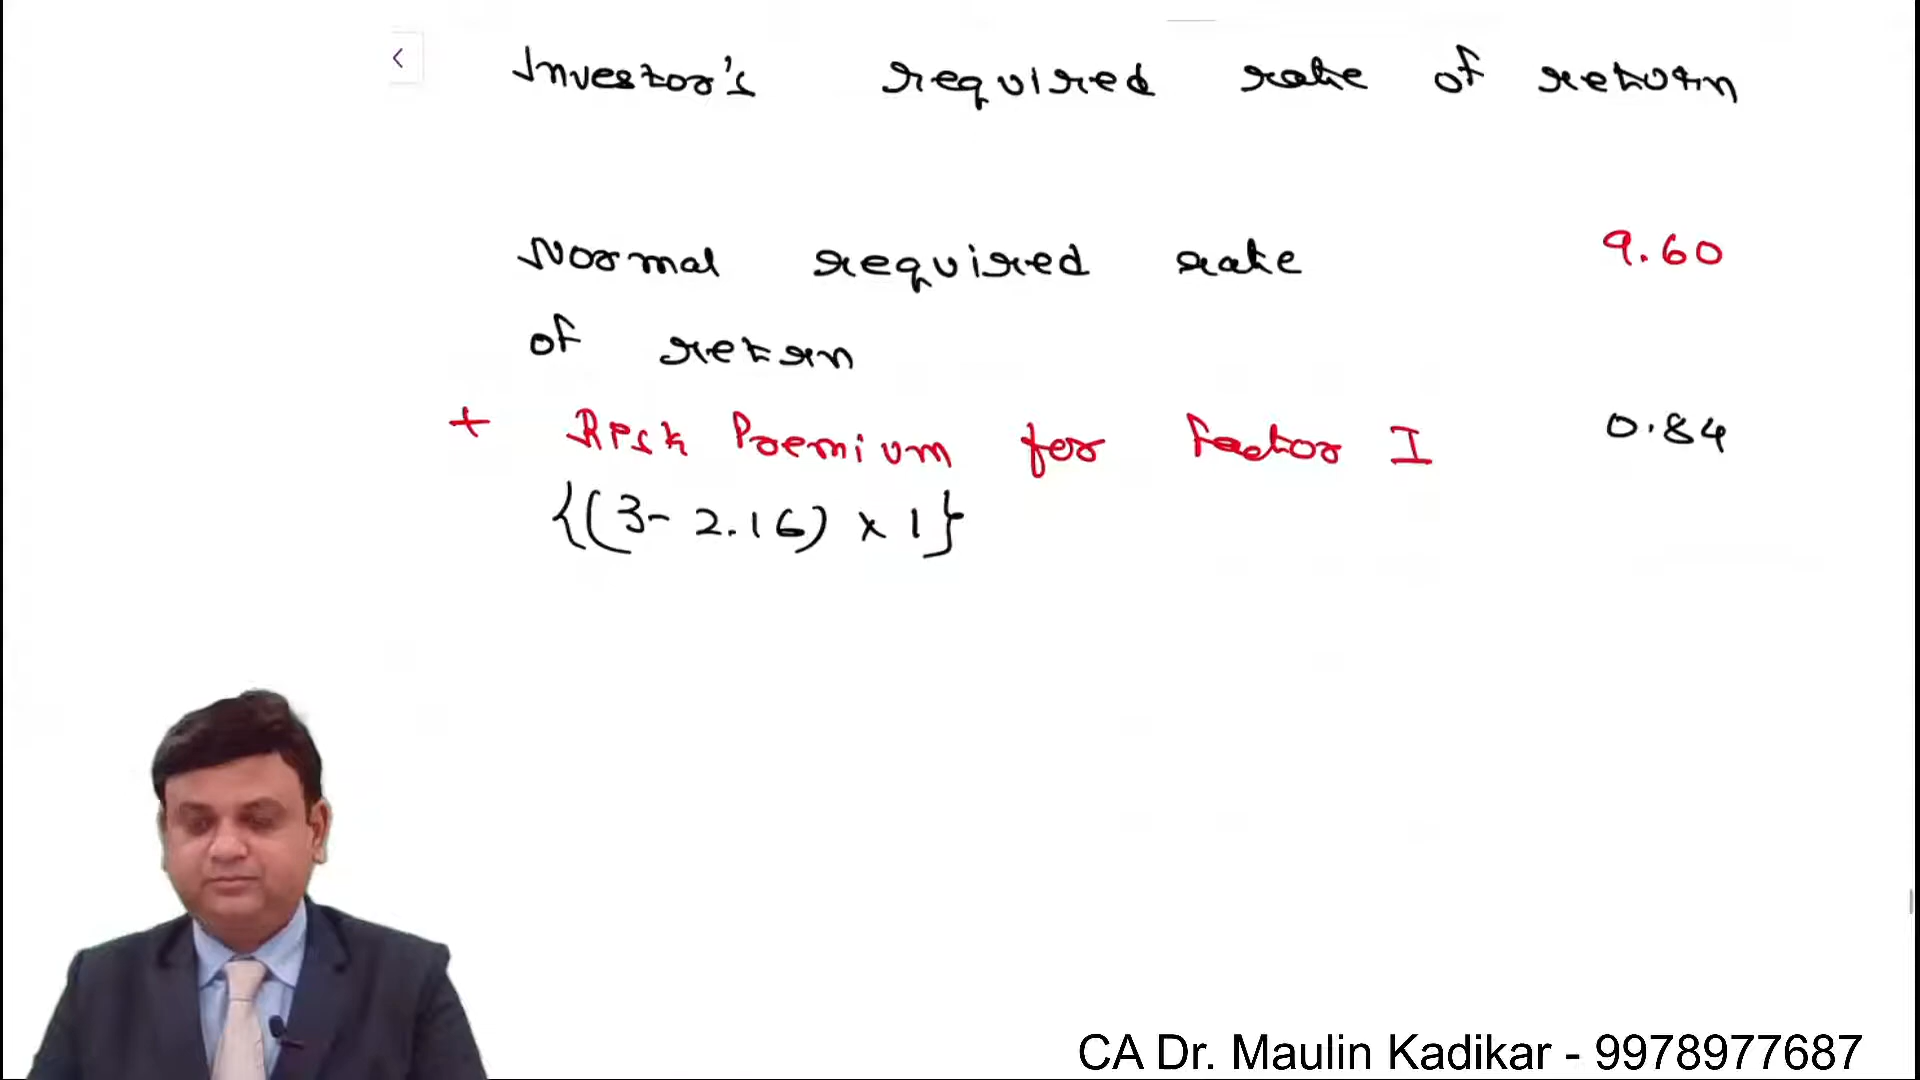 Investor's required rate of return
Normal required rate 9.60
of return
+ Risk Premium for factor I 0.84
{(3- 2.16) x 1}
CA Dr. Maulin Kadikar - 9978977687